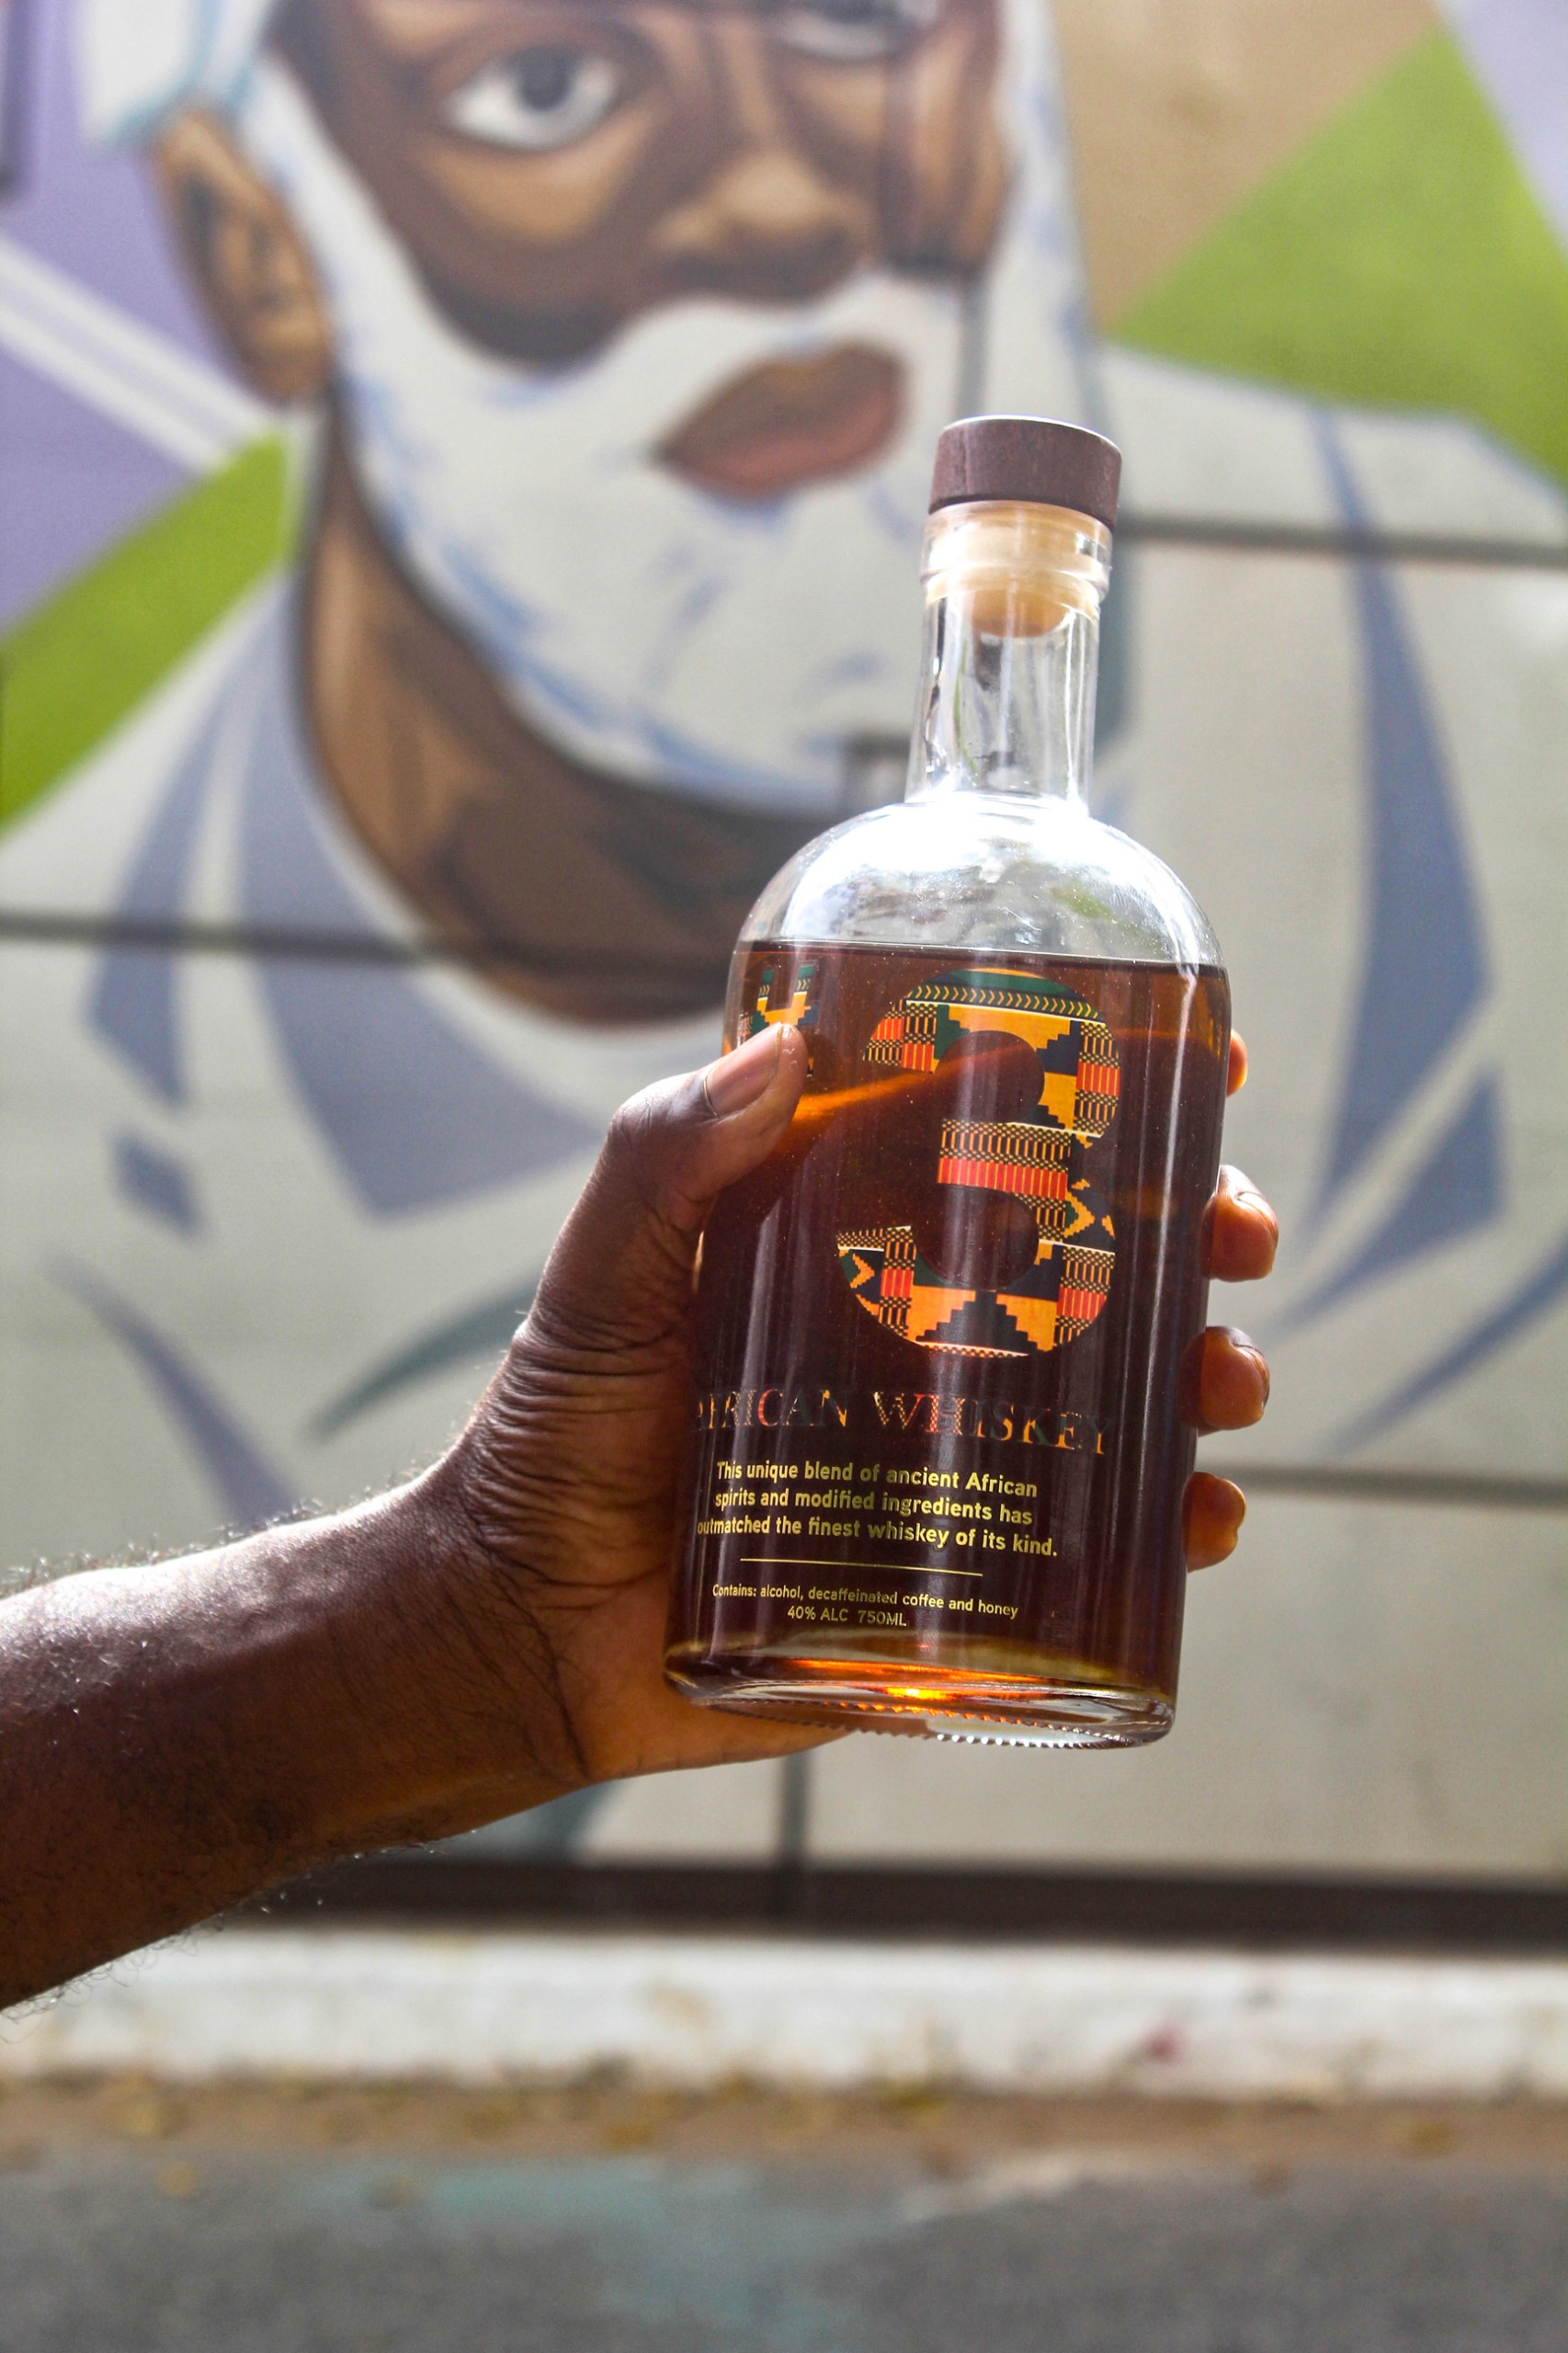 3
AFRICAN WHISKEY
This unique blend of ancient African
spirits and modified ingredients has
outmatched the finest whiskey of its kind.
Contains: alcohol, decaffeinated coffee and honey
40% ALC 750ML